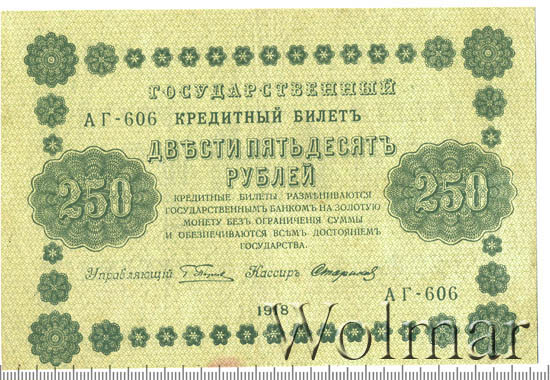 ГОСУДАРСТВЕННЫЙ
АГ-606 КРЕДИТНЫЙ БИЛЕТЪ
ДВѢСТИ ПЯТЬДЕСЯТЪ
РУБЛЕЙ
250 250
КРЕДИТНЫЕ БИЛЕТЫ РАЗМѢНИВАЮТСЯ
ГОСУДАРСТВЕННЫМЪ БАНКОМЪ НА ЗОЛОТУЮ
МОНЕТУ БЕЗЪ ОГРАНИЧЕНІЯ СУММЫ
И ОБЕЗПЕЧИВАЮТСЯ ВСѢМЪ ДОСТОЯНІЕМЪ
ГОСУДАРСТВА.
Управляющій Кассиръ Стариков
АГ-606
1918
Wolmar